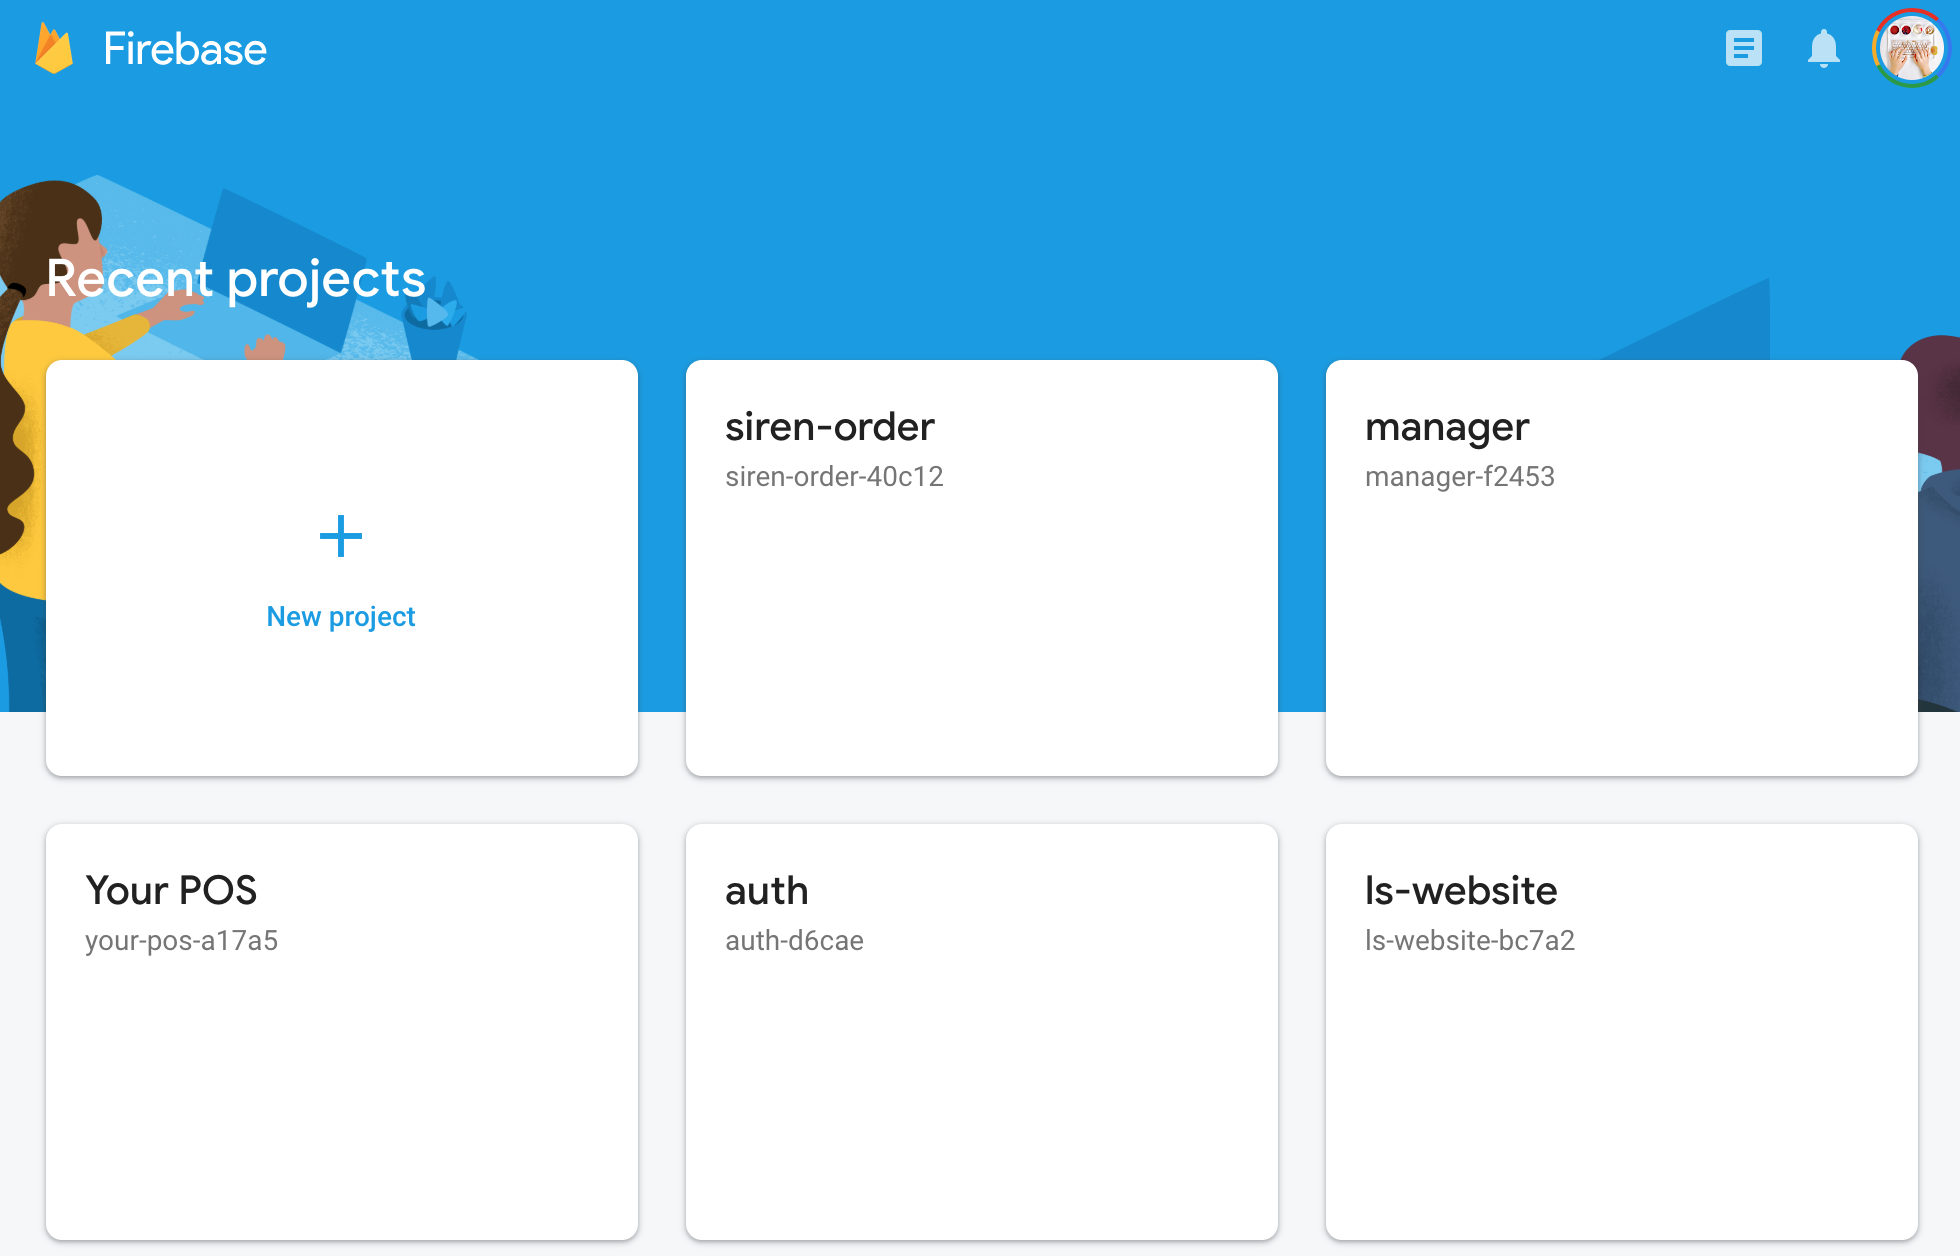 Firebase
Recent projects
New project
siren-order
siren-order-40c12
manager
manager-f2453
Your POS
your-pos-a17a5
auth
auth-d6cae
ls-website
ls-website-bc7a2